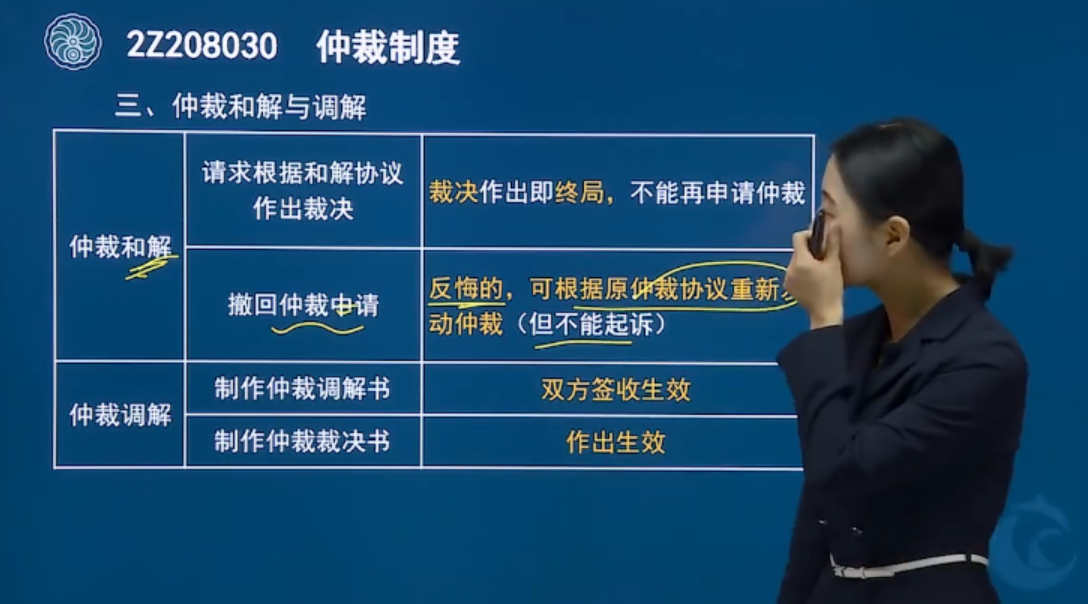 2Z208030 仲裁制度
三、仲裁和解与调解
仲裁和解
请求根据和解协议
作出裁决
裁决作出即终局，不能再申请仲裁
撤回仲裁申请
反悔的，可根据原仲裁协议重新
动仲裁（但不能起诉）
仲裁调解
制作仲裁调解书
双方签收生效
制作仲裁裁决书
作出生效